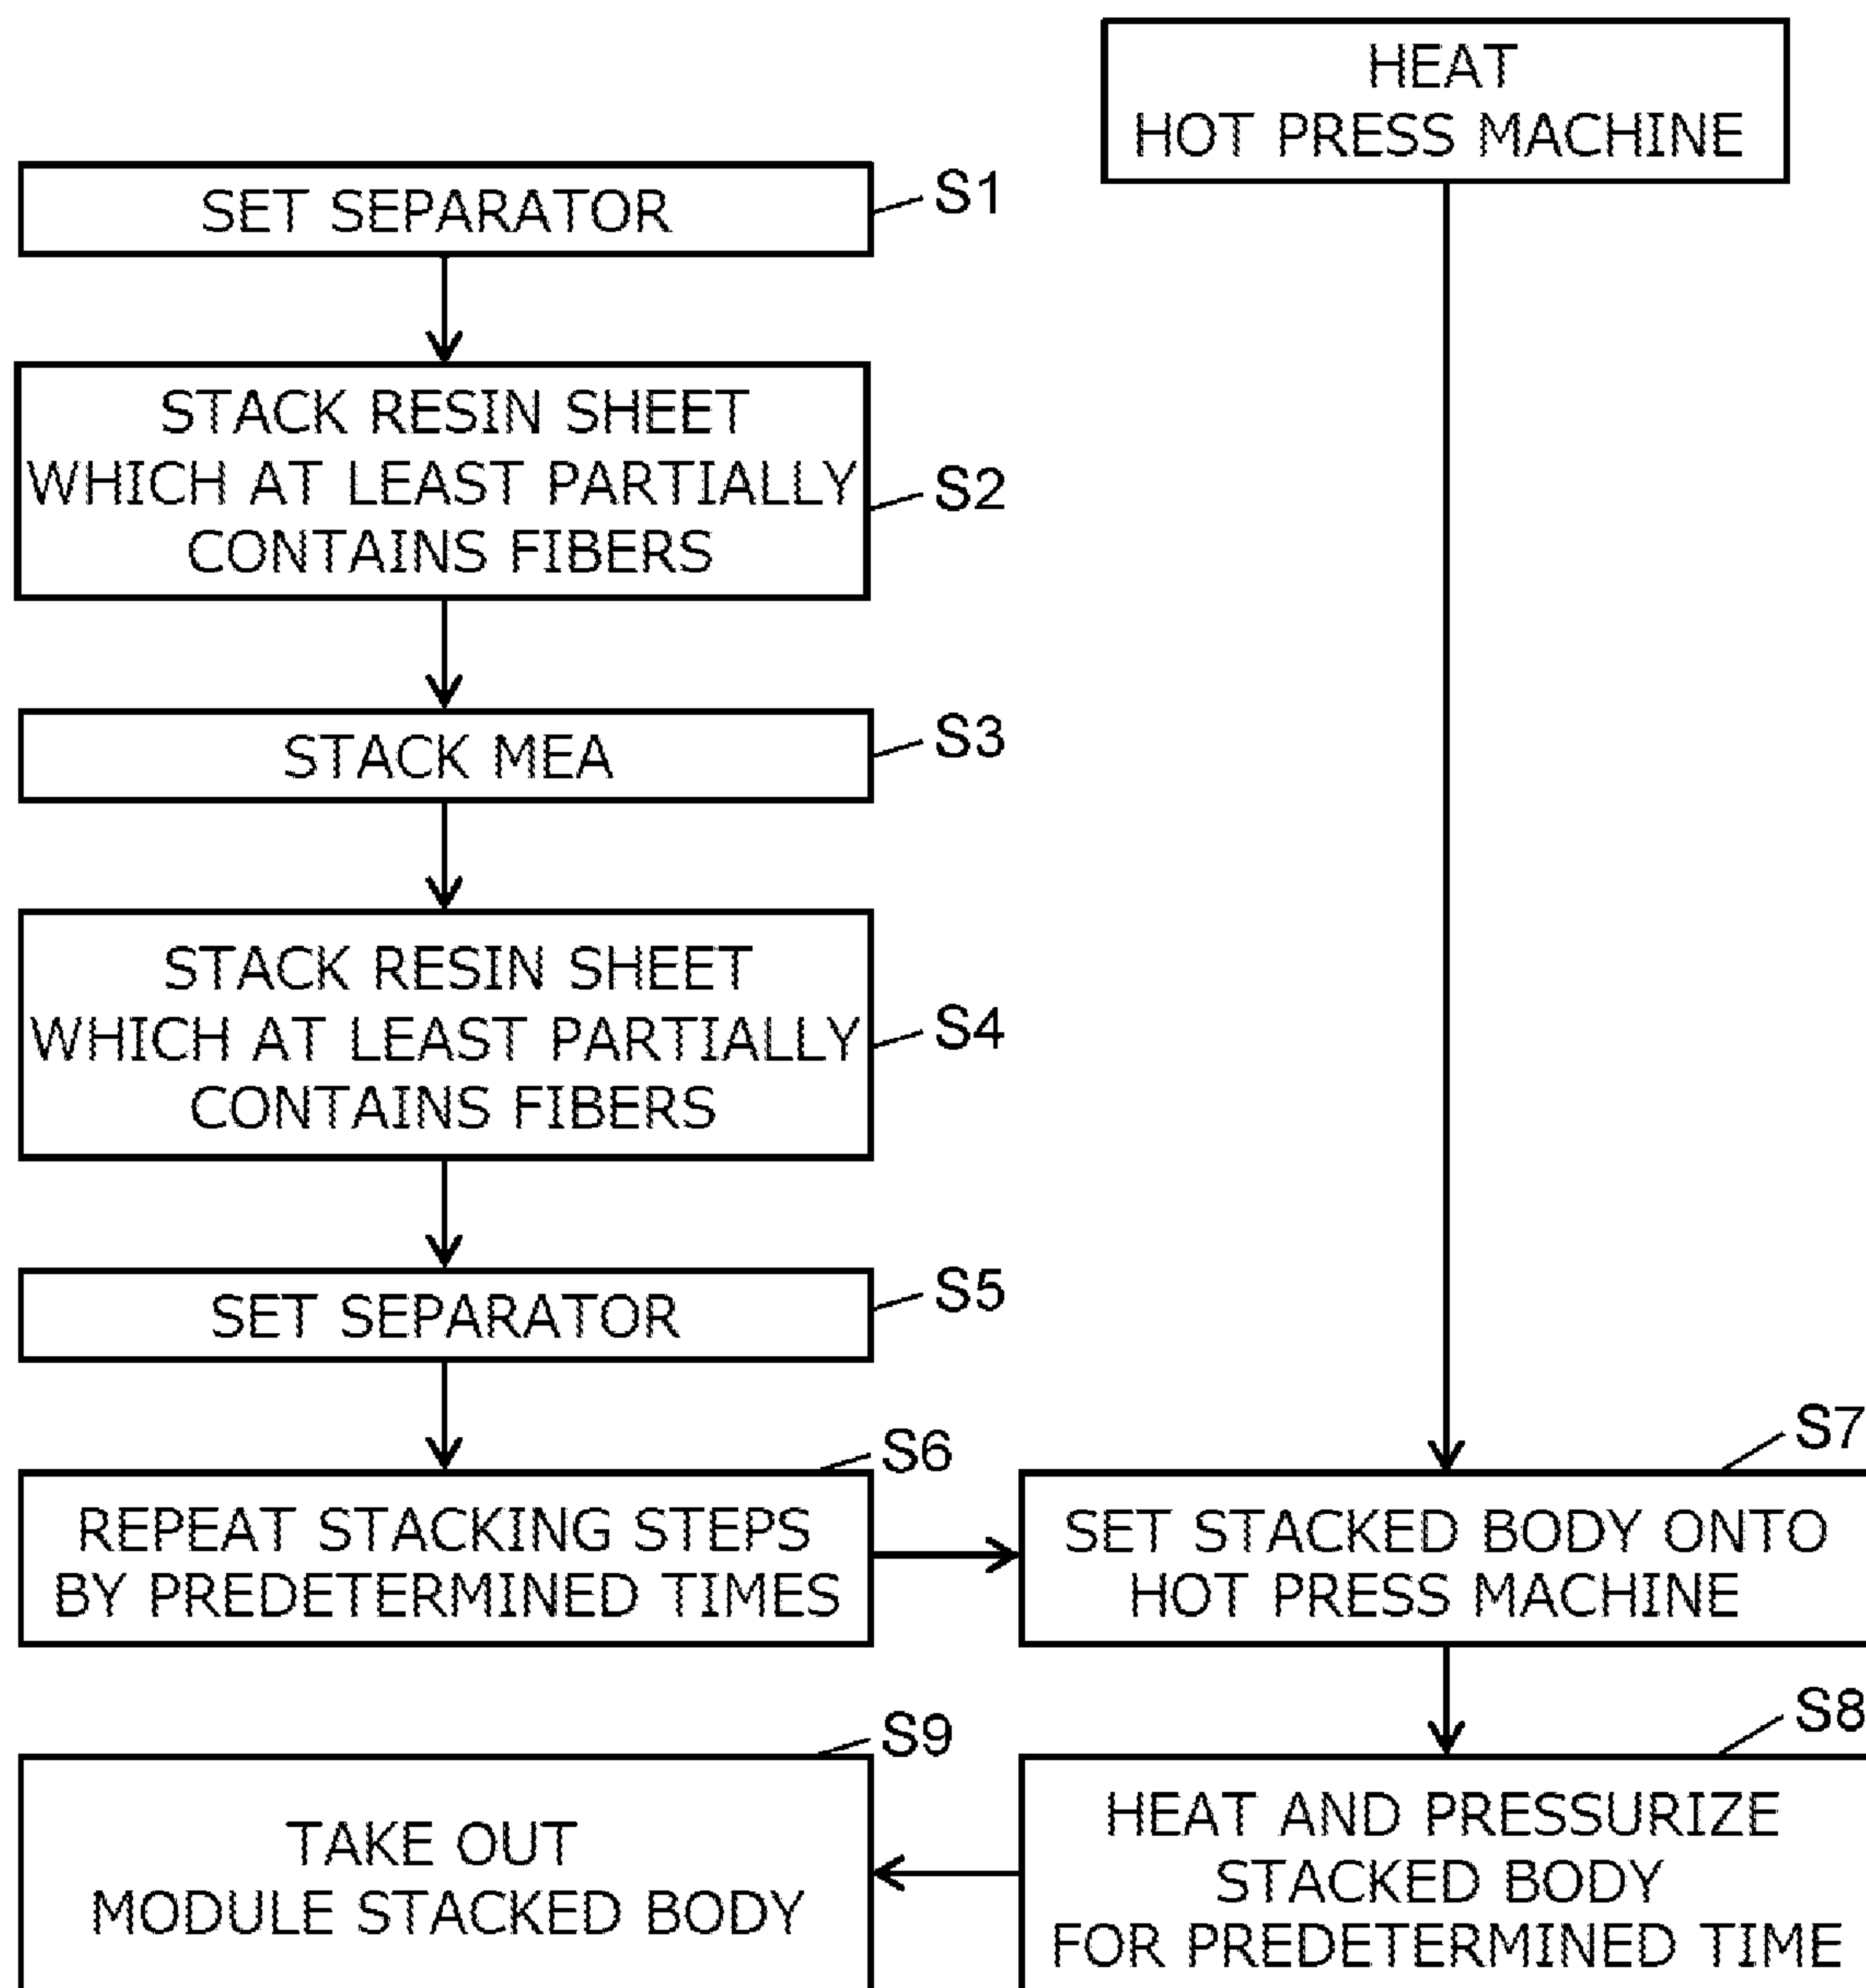 HEAT
HOT PRESS MACHINE
SET SEPARATOR
S1
STACK RESIN SHEET
WHICH AT LEAST PARTIALLY
CONTAINS FIBERS
S2
STACK MEA
S3
STACK RESIN SHEET
WHICH AT LEAST PARTIALLY
CONTAINS FIBERS
S4
SET SEPARATOR
S5
REPEAT STACKING STEPS
BY PREDETERMINED TIMES
S6
SET STACKED BODY ONTO
HOT PRESS MACHINE
S7
HEAT AND PRESSURIZE
STACKED BODY
FOR PREDETERMINED TIME
S8
TAKE OUT
MODULE STACKED BODY
S9